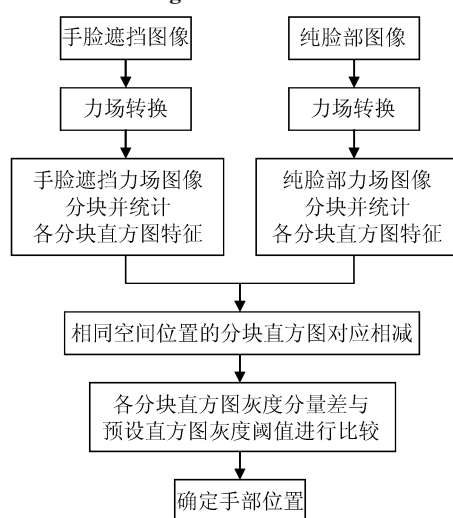 手脸遮挡图像
纯脸部图像
力场转换
力场转换
手脸遮挡力场图像
分块并统计
各分块直方图特征
纯脸部力场图像
分块并统计
各分块直方图特征
相同空间位置的分块直方图对应相减
各分块直方图灰度分量差与
预设直方图灰度阈值进行比较
确定手部位置